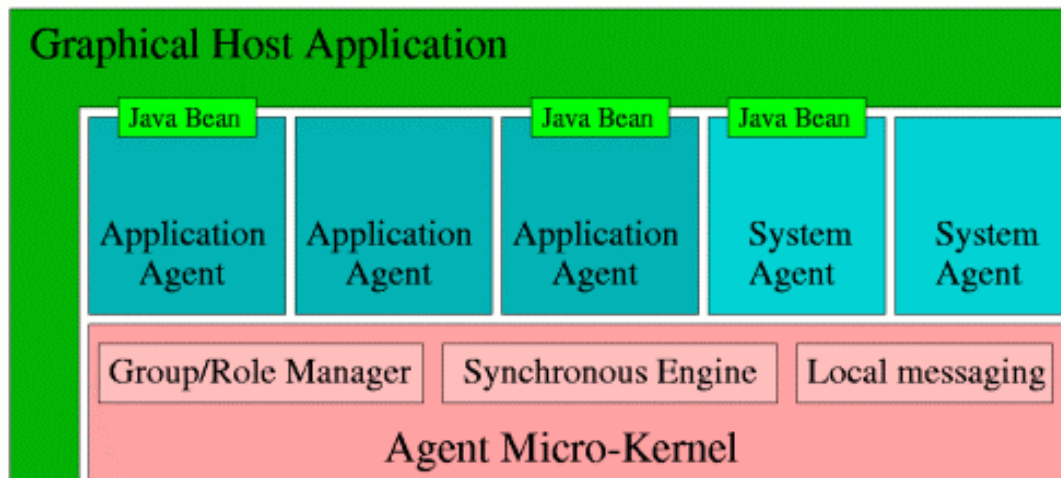 Graphical Host Application
Java Bean
Java Bean
Java Bean
Application
Agent
Application
Agent
Application
Agent
System
Agent
System
Agent
Group/Role Manager
Synchronous Engine
Local messaging
Agent Micro-Kernel